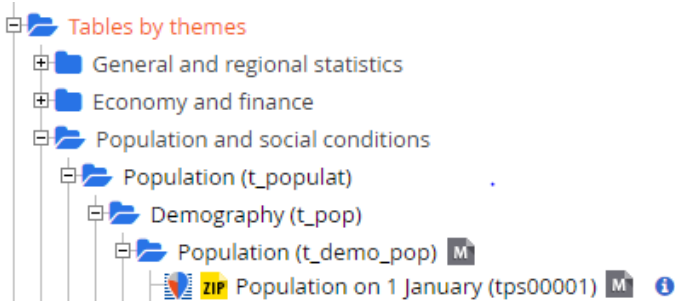 Tables by themes
General and regional statistics
Economy and finance
Population and social conditions
Population (t_populat)
Demography (t_pop)
Population (t_demo_pop) M
ZIP Population on 1 January (tps00001) M i